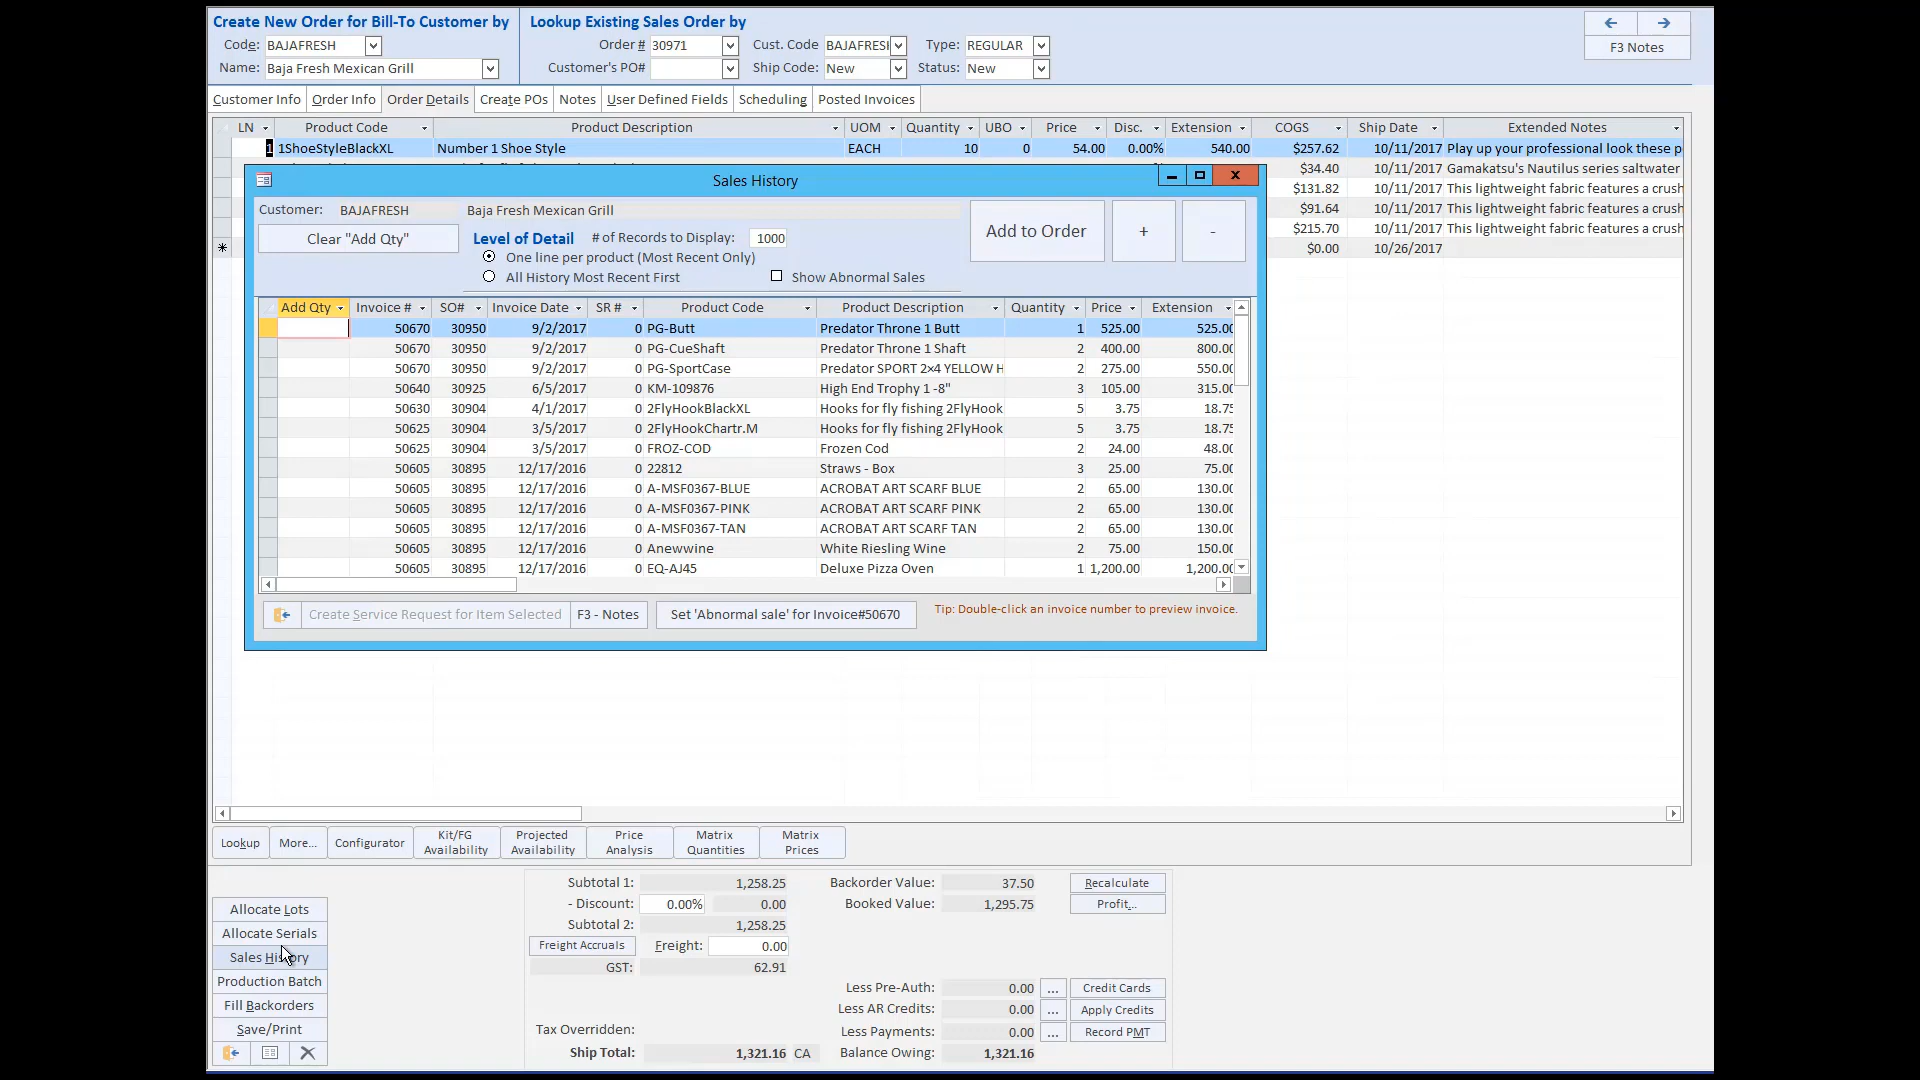 Create New Order for Bill-To Customer by
Code: BAJAFRESH
Name: Baja Fresh Mexican Grill
Lookup Existing Sales Order by
Order # 30971 Cust. Code BAJAFRESH Type: REGULAR
Customer's PO# Ship Code: New Status: New
F3 Notes
Customer Info Order Info Order Details Create POs Notes User Defined Fields Scheduling Posted Invoices
LN Product Code Product Description UOM Quantity UBO Price Disc. Extension COGS Ship Date Extended Notes
1 1ShoeStyleBlackXL Number 1 Shoe Style EACH 10 0 54.00 0.00% 540.00 $257.62 10/11/2017 Play up your professional look these p
$34.40 10/11/2017 Gamakatsu's Nautilus series saltwater
$131.82 10/11/2017 This lightweight fabric features a crush
$91.64 10/11/2017 This lightweight fabric features a crush
$215.70 10/11/2017 This lightweight fabric features a crush
* $0.00 10/26/2017
Sales History
Customer: BAJAFRESH Baja Fresh Mexican Grill
Clear "Add Qty"
Level of Detail # of Records to Display: 1000
One line per product (Most Recent Only)
All History Most Recent First Show Abnormal Sales
Add to Order + -
Add Qty Invoice # SO# Invoice Date SR # Product Code Product Description Quantity Price Extension
50670 30950 9/2/2017 0 PG-Butt Predator Throne 1 Butt 1 525.00 525.00
50670 30950 9/2/2017 0 PG-CueShaft Predator Throne 1 Shaft 2 400.00 800.00
50670 30950 9/2/2017 0 PG-SportCase Predator SPORT 2×4 YELLOW H 2 275.00 550.00
50640 30925 6/5/2017 0 KM-109876 High End Trophy 1 -8" 3 105.00 315.00
50630 30904 4/1/2017 0 2FlyHookBlackXL Hooks for fly fishing 2FlyHook 5 3.75 18.75
50625 30904 3/5/2017 0 2FlyHookChartr.M Hooks for fly fishing 2FlyHook 5 3.75 18.75
50625 30904 3/5/2017 0 FROZ-COD Frozen Cod 2 24.00 48.00
50605 30895 12/17/2016 0 22812 Straws - Box 3 25.00 75.00
50605 30895 12/17/2016 0 A-MSF0367-BLUE ACROBAT ART SCARF BLUE 2 65.00 130.00
50605 30895 12/17/2016 0 A-MSF0367-PINK ACROBAT ART SCARF PINK 2 65.00 130.00
50605 30895 12/17/2016 0 A-MSF0367-TAN ACROBAT ART SCARF TAN 2 65.00 130.00
50605 30895 12/17/2016 0 Anewwine White Riesling Wine 2 75.00 150.00
50605 30895 12/17/2016 0 EQ-AJ45 Deluxe Pizza Oven 1 1,200.00 1,200.00
Create Service Request for Item Selected F3 - Notes Set 'Abnormal sale' for Invoice#50670 Tip: Double-click an invoice number to preview invoice.
Lookup More... Configurator Kit/FG Availability Projected Availability Price Analysis Matrix Quantities Matrix Prices
Allocate Lots
Allocate Serials
Sales History
Production Batch
Fill Backorders
Save/Print
Subtotal 1: 1,258.25
- Discount: 0.00% 0.00
Subtotal 2: 1,258.25
Freight Accruals Freight: 0.00
GST: 62.91
Tax Overridden:
Ship Total: 1,321.16 CA
Backorder Value: 37.50 Recalculate
Booked Value: 1,295.75 Profit...
Less Pre-Auth: 0.00 ... Credit Cards
Less AR Credits: 0.00 ... Apply Credits
Less Payments: 0.00 ... Record PMT
Balance Owing: 1,321.16